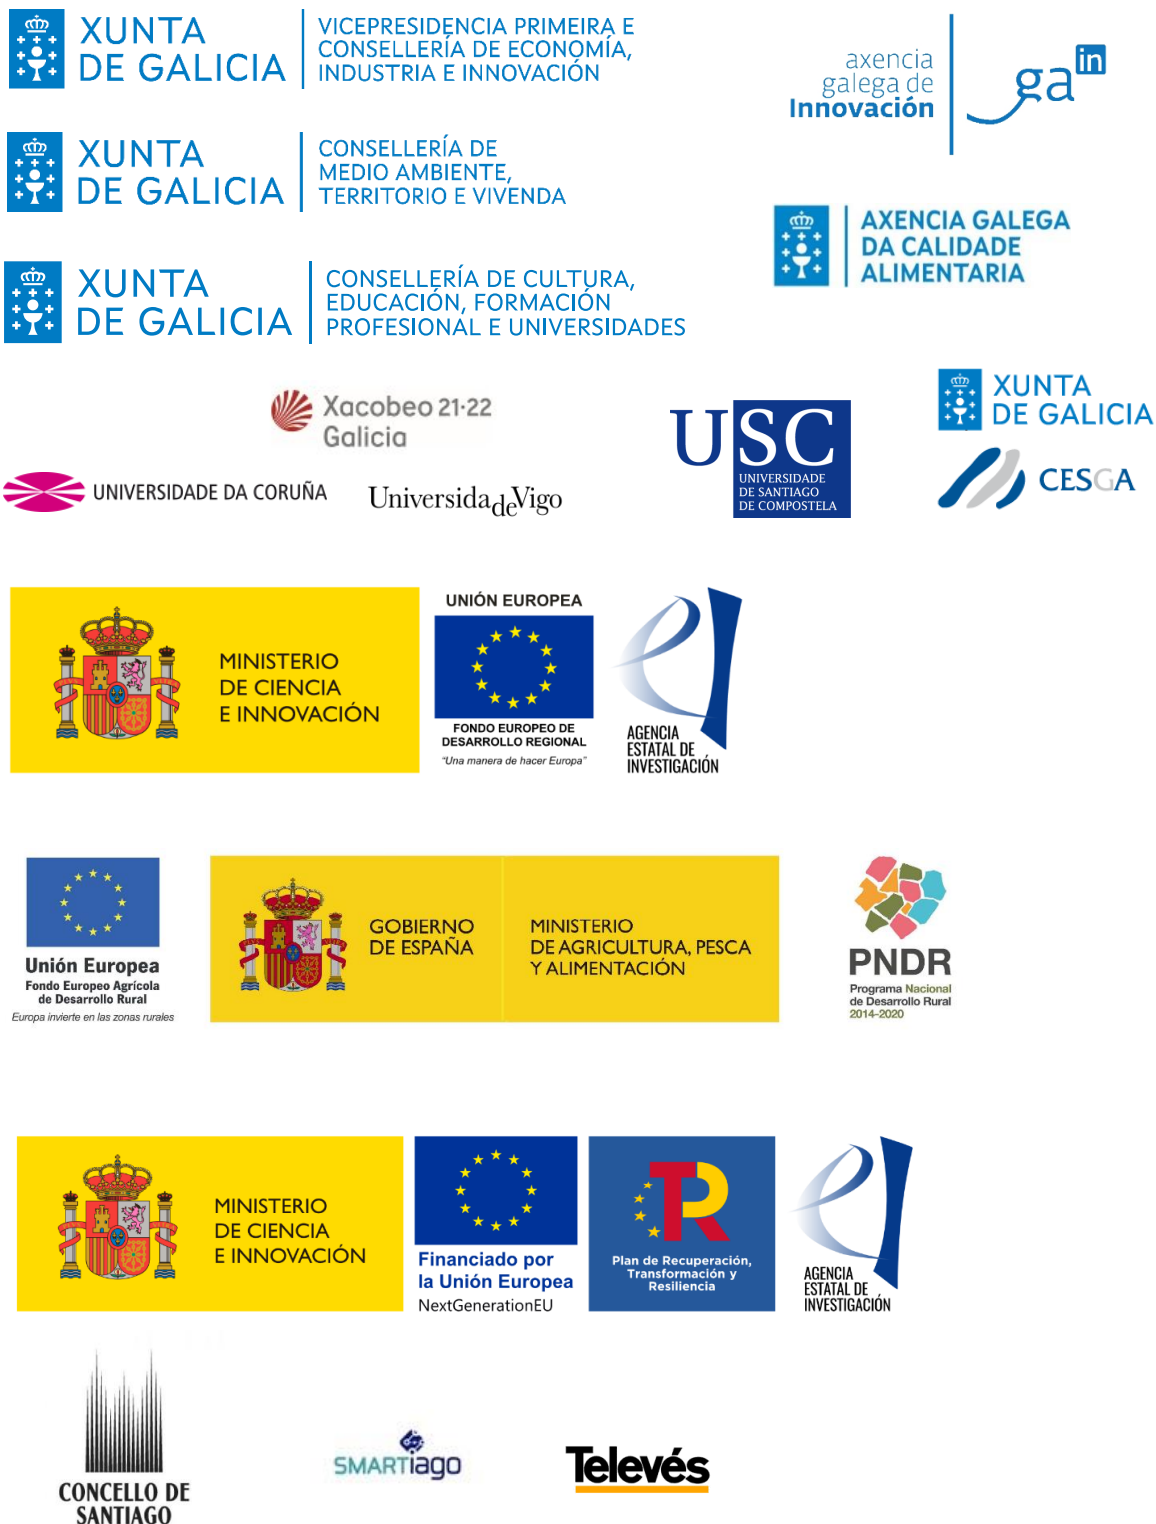 XUNTA
DE GALICIA
VICEPRESIDENCIA PRIMEIRA E
CONSELLERÍA DE ECONOMÍA,
INDUSTRIA E INNOVACIÓN
axencia
galega de
Innovación
gain
XUNTA
DE GALICIA
CONSELLERÍA DE
MEDIO AMBIENTE,
TERRITORIO E VIVENDA
AXENCIA GALEGA
DA CALIDADE
ALIMENTARIA
XUNTA
DE GALICIA
CONSELLERÍA DE CULTURA,
EDUCACIÓN, FORMACIÓN
PROFESIONAL E UNIVERSIDADES
Xacobeo 21·22
Galicia
USC
UNIVERSIDADE
DE SANTIAGO
DE COMPOSTELA
XUNTA
DE GALICIA
CESGA
UNIVERSIDADE DA CORUÑA
UniversidadeVigo
MINISTERIO
DE CIENCIA
E INNOVACIÓN
UNIÓN EUROPEA
FONDO EUROPEO DE
DESARROLLO REGIONAL
"Una manera de hacer Europa"
AGENCIA
ESTATAL DE
INVESTIGACIÓN
Unión Europea
Fondo Europeo Agrícola
de Desarrollo Rural
Europa invierte en las zonas rurales
GOBIERNO
DE ESPAÑA
MINISTERIO
DE AGRICULTURA, PESCA
Y ALIMENTACIÓN
PNDR
Programa Nacional
de Desarrollo Rural
2014-2020
MINISTERIO
DE CIENCIA
E INNOVACIÓN
Financiado por
la Unión Europea
NextGenerationEU
Plan de Recuperación,
Transformación y
Resiliencia
AGENCIA
ESTATAL DE
INVESTIGACIÓN
CONCELLO DE
SANTIAGO
SMARTiago
Televés